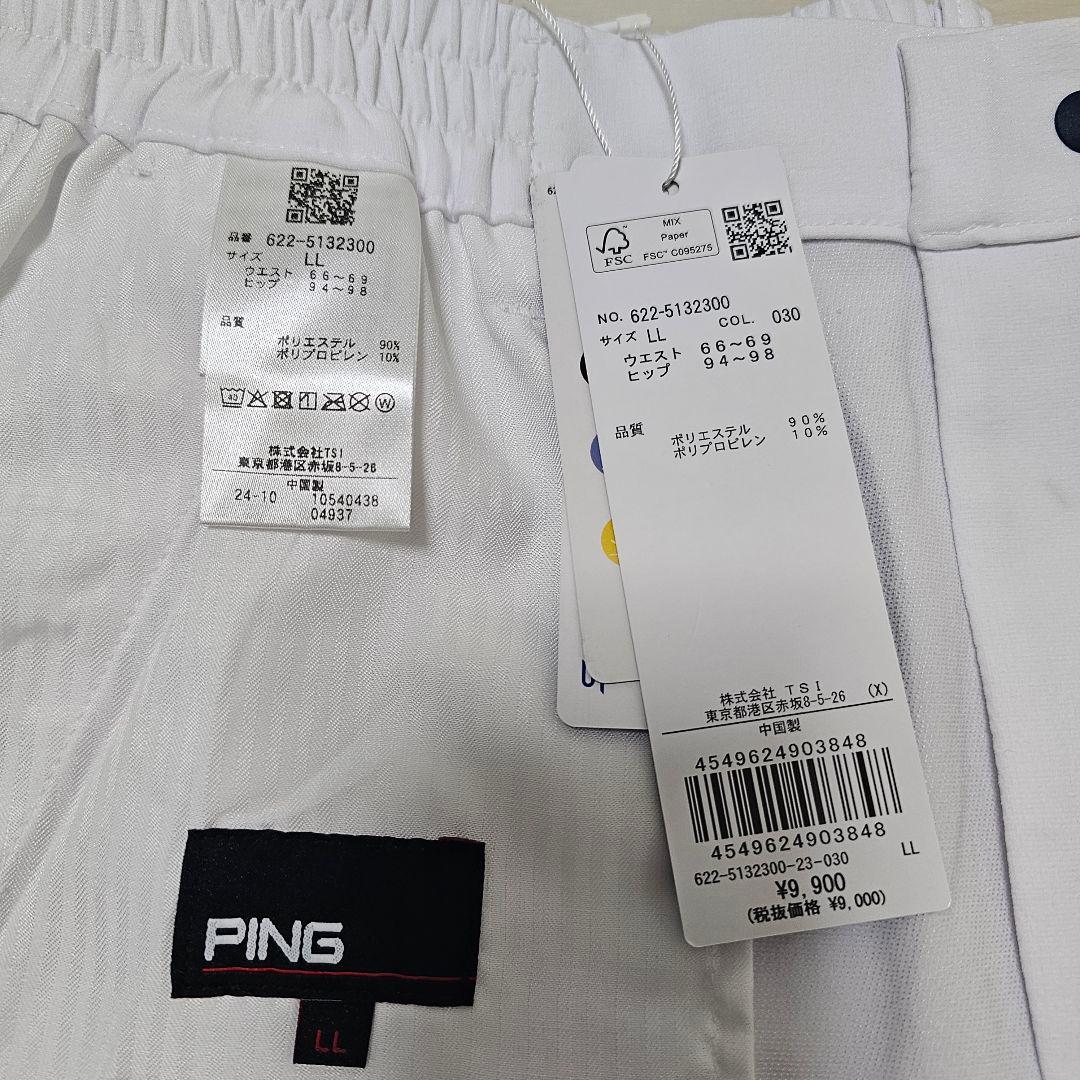 品番 622-5132300
サイズ LL
ウエスト 66～69
ヒップ 94～98
品質
ポリエステル 90%
ポリプロピレン 10%
40
W
株式会社TSI
東京都港区赤坂8-5-26
中国製
24-10 10540438
04937
62
FSC™
MIX
Paper
FSC™ C095275
NO. 622-5132300
サイズ LL COL. 030
ウエスト 66～69
ヒップ 94～98
品質
ポリエステル 90%
ポリプロピレン 10%
株式会社 TSI
東京都港区赤坂8-5-26 (X)
中国製
4549624903848
4549624903848
622-5132300-23-030 LL
¥9,900
(税抜価格 ¥9,000)
PING
LL